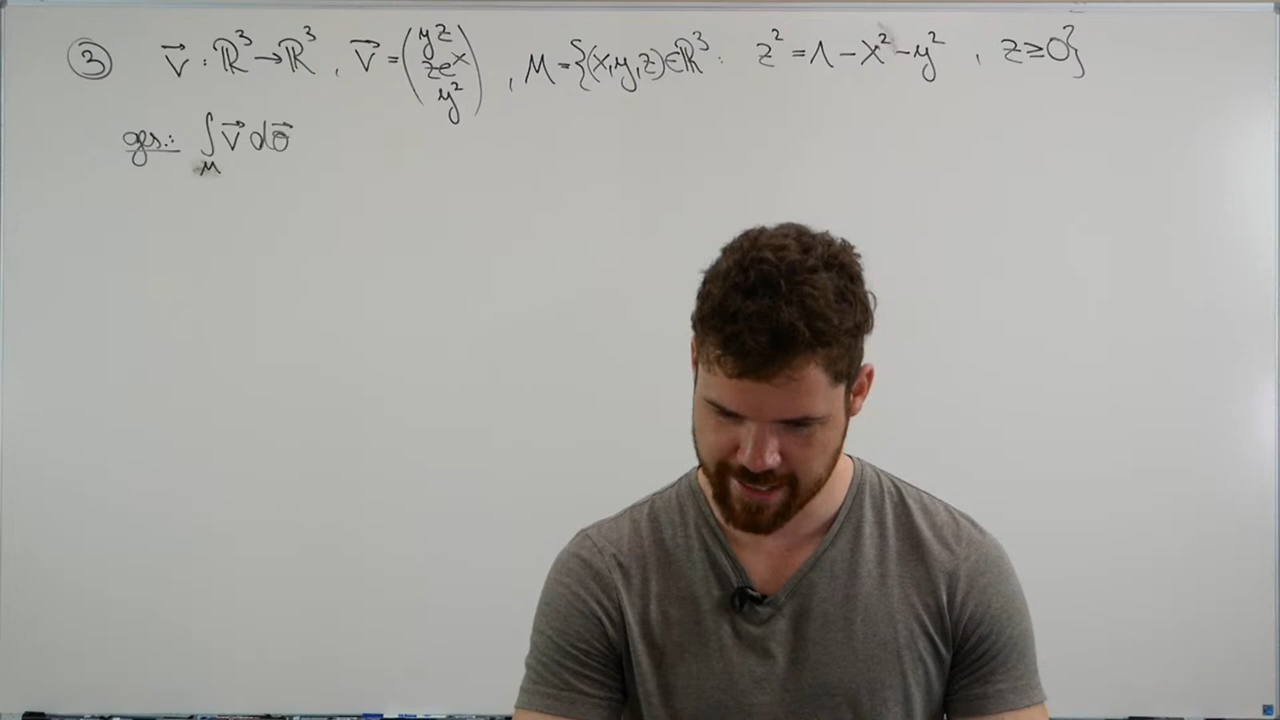 ③ v⃗ : ℝ³ → ℝ³ , v⃗ = (yz, ze^x, y²) , M = {(x,y,z) ∈ ℝ³ : z² = 1 - x² - y² , z ≥ 0}
ges.: ∫_M v⃗ do⃗